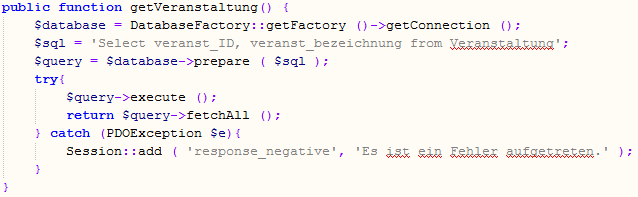 public function getVeranstaltung() {
    $database = DatabaseFactory::getFactory ()->getConnection ();
    $sql = 'Select veranst_ID, veranst_bezeichnung from Veranstaltung';
    $query = $database->prepare ( $sql );
    try{
        $query->execute ();
        return $query->fetchAll ();
    } catch (PDOException $e){
        Session::add ( 'response_negative', 'Es ist ein Fehler aufgetreten.' );
    }
}